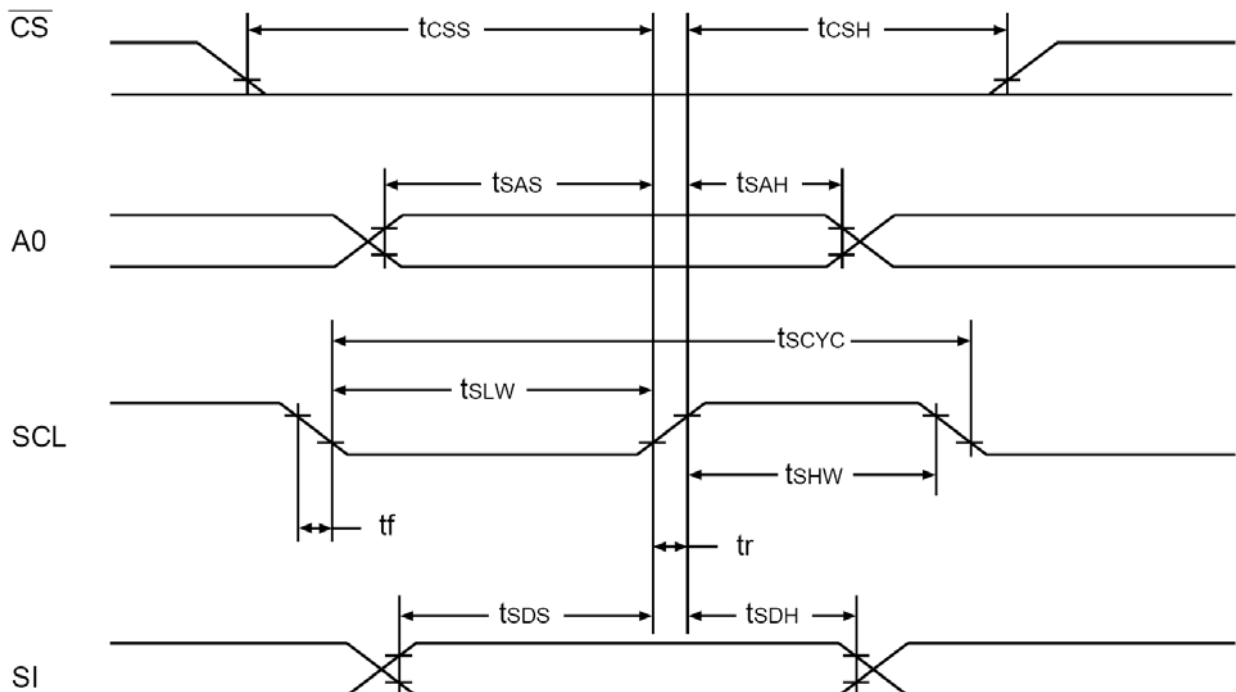 CS
tCSS
tCSH
tSAS
tSAH
A0
tSCYC
tSLW
SCL
tSHW
tf
tr
tSDS
tSDH
SI